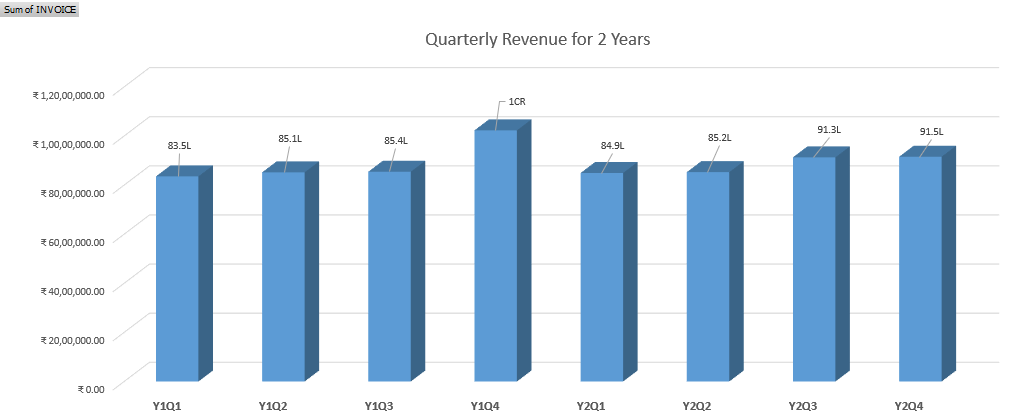 Sum of INVOICE
Quarterly Revenue for 2 Years
₹ 1,20,00,000.00
₹ 1,00,00,000.00
₹ 80,00,000.00
₹ 60,00,000.00
₹ 40,00,000.00
₹ 20,00,000.00
₹ 0.00
83.5L 85.1L 85.4L 1CR 84.9L 85.2L 91.3L 91.5L
Y1Q1 Y1Q2 Y1Q3 Y1Q4 Y2Q1 Y2Q2 Y2Q3 Y2Q4